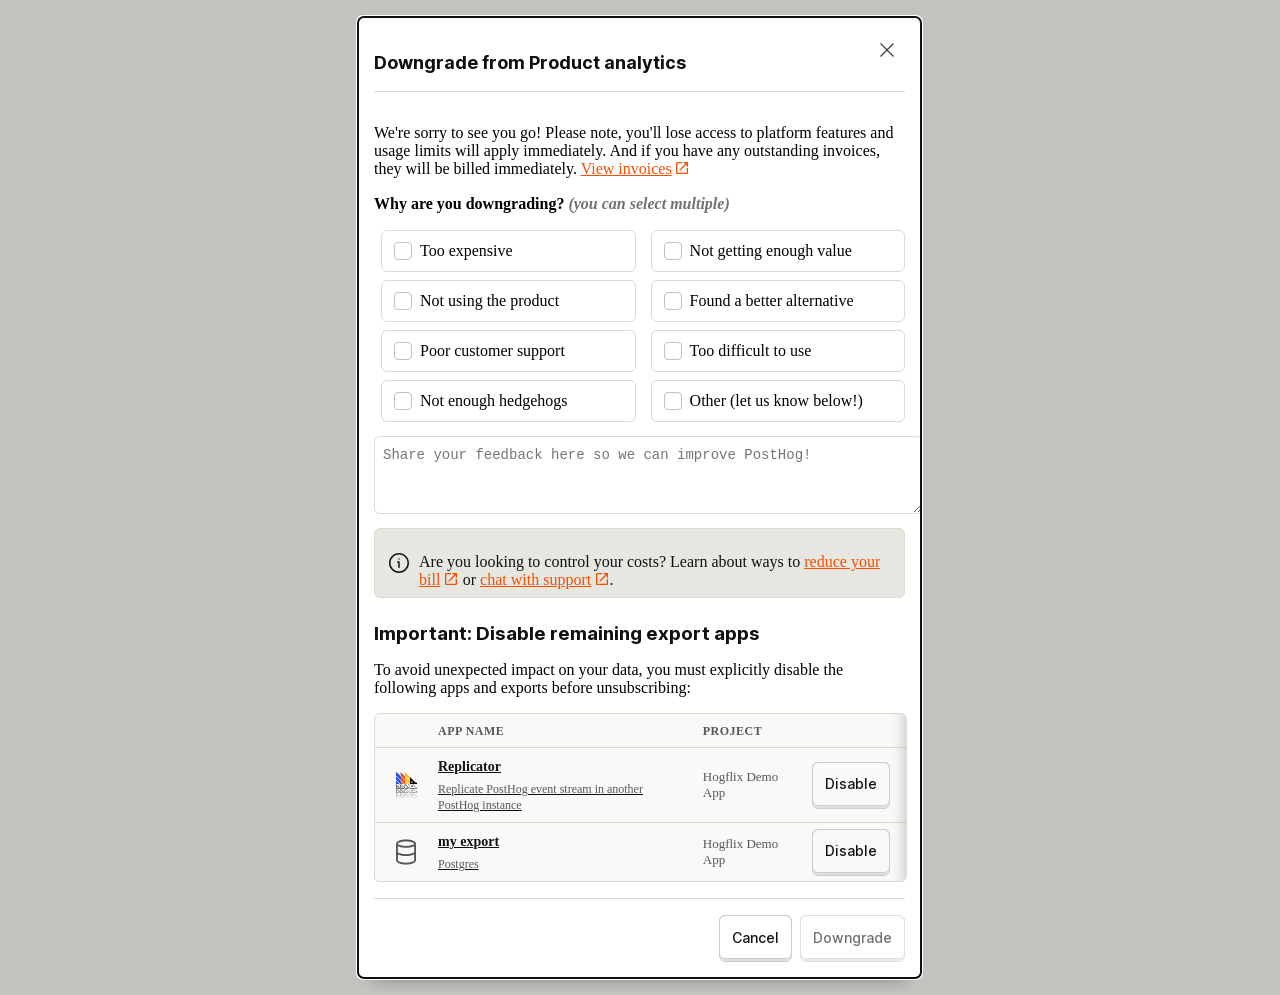 Downgrade from Product analytics
We're sorry to see you go! Please note, you'll lose access to platform features and
usage limits will apply immediately. And if you have any outstanding invoices,
they will be billed immediately. View invoices
Why are you downgrading? (you can select multiple)
Too expensive
Not getting enough value
Not using the product
Found a better alternative
Poor customer support
Too difficult to use
Not enough hedgehogs
Other (let us know below!)
Share your feedback here so we can improve PostHog!
Are you looking to control your costs? Learn about ways to reduce your
bill or chat with support.
Important: Disable remaining export apps
To avoid unexpected impact on your data, you must explicitly disable the
following apps and exports before unsubscribing:
APP NAME
PROJECT
Replicator
Replicate PostHog event stream in another
PostHog instance
Hogflix Demo
App
Disable
my export
Postgres
Hogflix Demo
App
Disable
Cancel
Downgrade